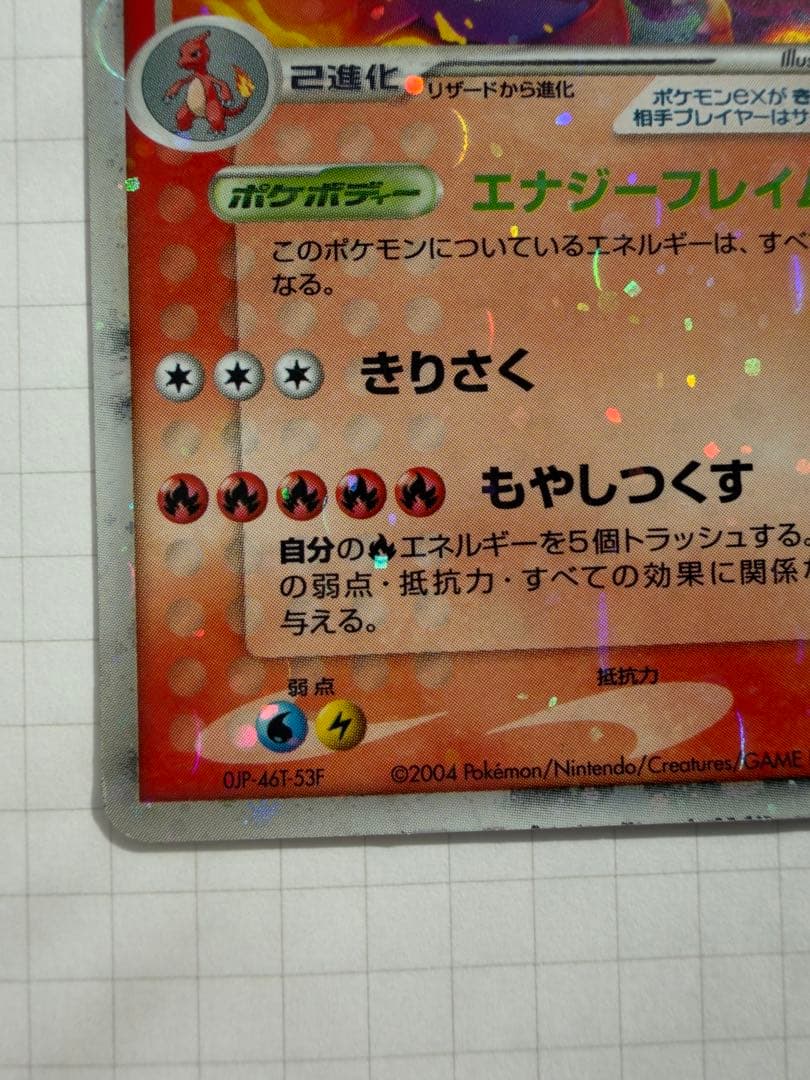 Illus
2進化 リザードから進化
ポケモンexが き
相手プレイヤーはサ
ポケボディー エナジーフレイム
このポケモンについているエネルギーは、すべ
なる。
きりさく
もやしつくす
自分のエネルギーを5個トラッシュする。
の弱点・抵抗力・すべての効果に関係
与える。
弱点 抵抗力
0JP-46T-53F ©2004 Pokémon/Nintendo/Creatures/GAME